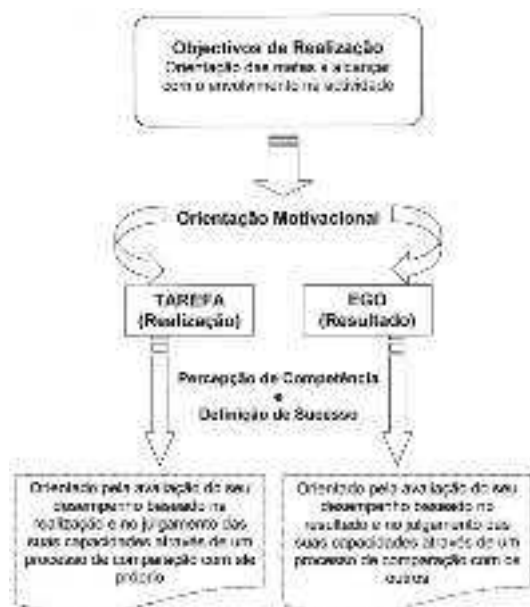 Objectivos de Realização
Orientação das metas a alcançar
com o envolvimento na actividade
Orientação Motivacional
TAREFA
(Realização)
EGO
(Resultado)
Percepção de Competência
e
Definição de Sucesso
Orientado pela avaliação do seu
desempenho baseado na
realização e no julgamento das
suas capacidades através de um
processo de comparação com ele
próprio
Orientado pela avaliação do seu
desempenho baseado no
resultado e no julgamento das
suas capacidades através de um
processo de comparação com os
outros